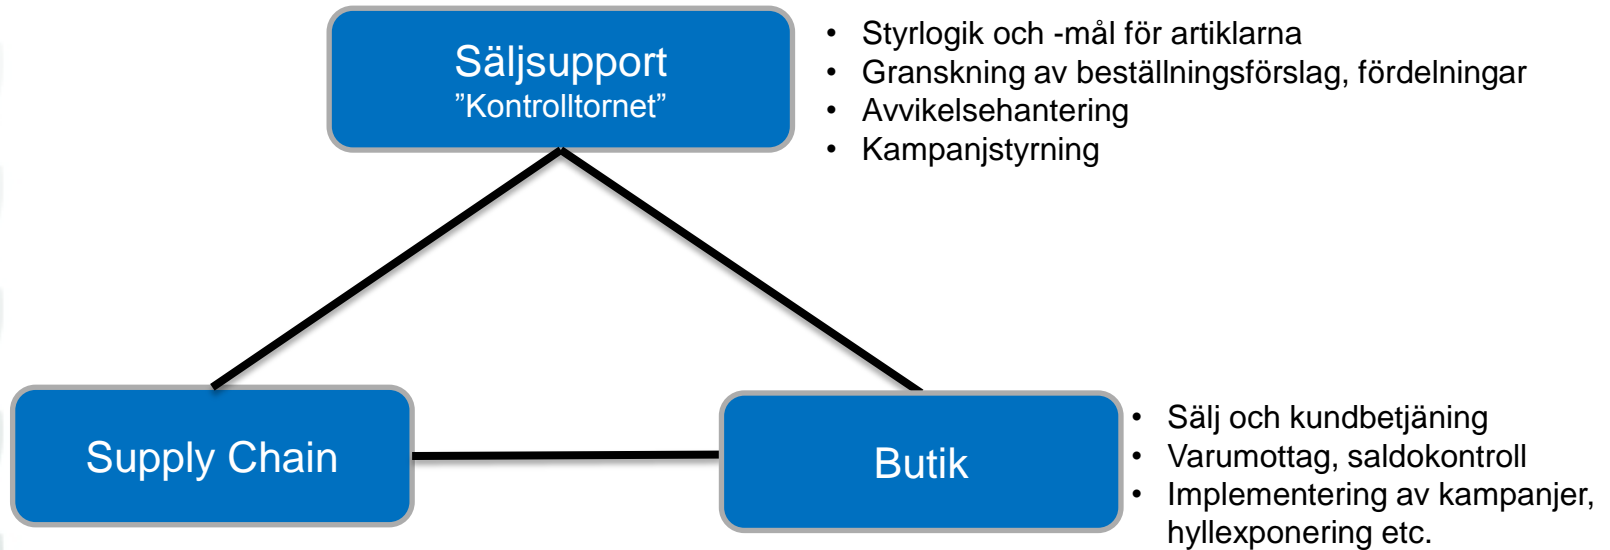 Säljsupport
”Kontrolltornet”
• Styrlogik och -mål för artiklarna
• Granskning av beställningsförslag, fördelningar
• Avvikelsehantering
• Kampanjstyrning
Supply Chain
Butik
• Sälj och kundbetjäning
• Varumottag, saldokontroll
• Implementering av kampanjer,
hyllexponering etc.